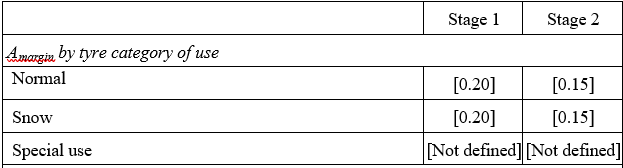 Stage 1 Stage 2
Amargin by tyre category of use
Normal [0.20] [0.15]
Snow [0.20] [0.15]
Special use [Not defined] [Not defined]